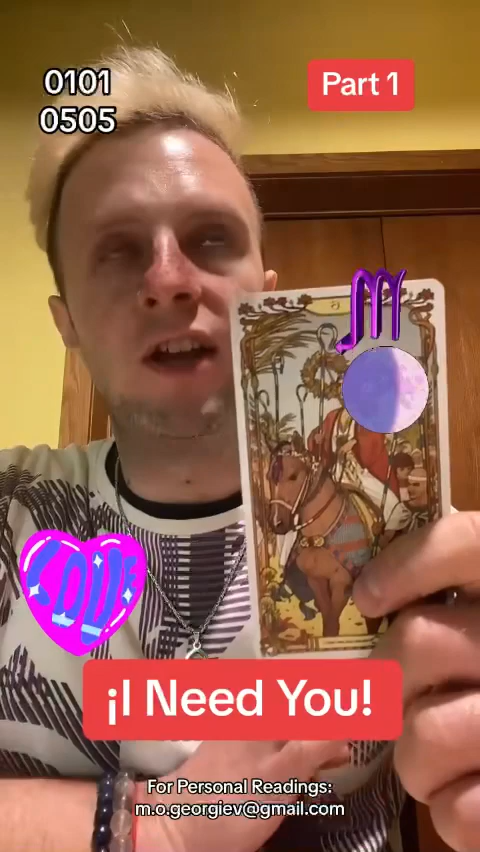 0101
0505
Part 1
LOVE
¡I Need You!
For Personal Readings:
m.o.georgiev@gmail.com